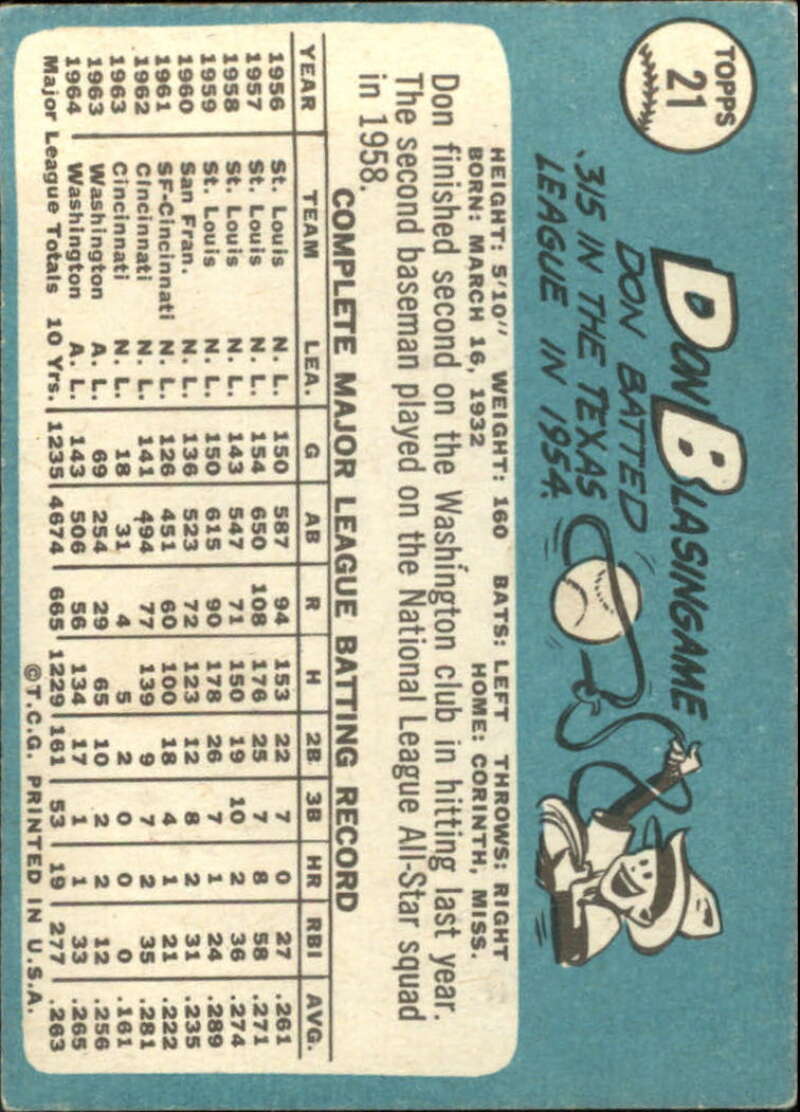 TOPPS
21
DON BLASINGAME
DON BATTED
.315 IN THE TEXAS
LEAGUE IN 1954.
HEIGHT: 5'10" WEIGHT: 160 BATS: LEFT THROWS: RIGHT
BORN: MARCH 16, 1932 HOME: CORINTH, MISS.
Don finished second on the Washington club in hitting last year.
The second baseman played on the National League All-Star squad
in 1958.
COMPLETE MAJOR LEAGUE BATTING RECORD
YEAR TEAM LEA. G AB R H 2B 3B HR RBI AVG.
1956 St. Louis N. L. 150 587 94 153 22 7 0 27 .261
1957 St. Louis N. L. 154 650 108 176 25 7 8 58 .271
1958 St. Louis N. L. 143 547 71 150 19 10 2 36 .274
1959 St. Louis N. L. 150 615 90 178 26 7 1 24 .289
1960 San Fran. N. L. 136 523 72 123 12 8 2 31 .235
1961 SF-Cincinnati N. L. 126 451 60 100 18 4 1 21 .222
1962 Cincinnati N. L. 141 494 77 139 9 7 2 35 .281
1963 Cincinnati N. L. 18 31 4 5 2 0 0 0 .161
1963 Washington A. L. 69 254 29 65 10 2 2 12 .256
1964 Washington A. L. 143 506 56 134 17 1 1 33 .265
Major League Totals 10 Yrs. 1235 4674 665 1229 161 53 19 277 .263
©T.C.G. PRINTED IN U.S.A.